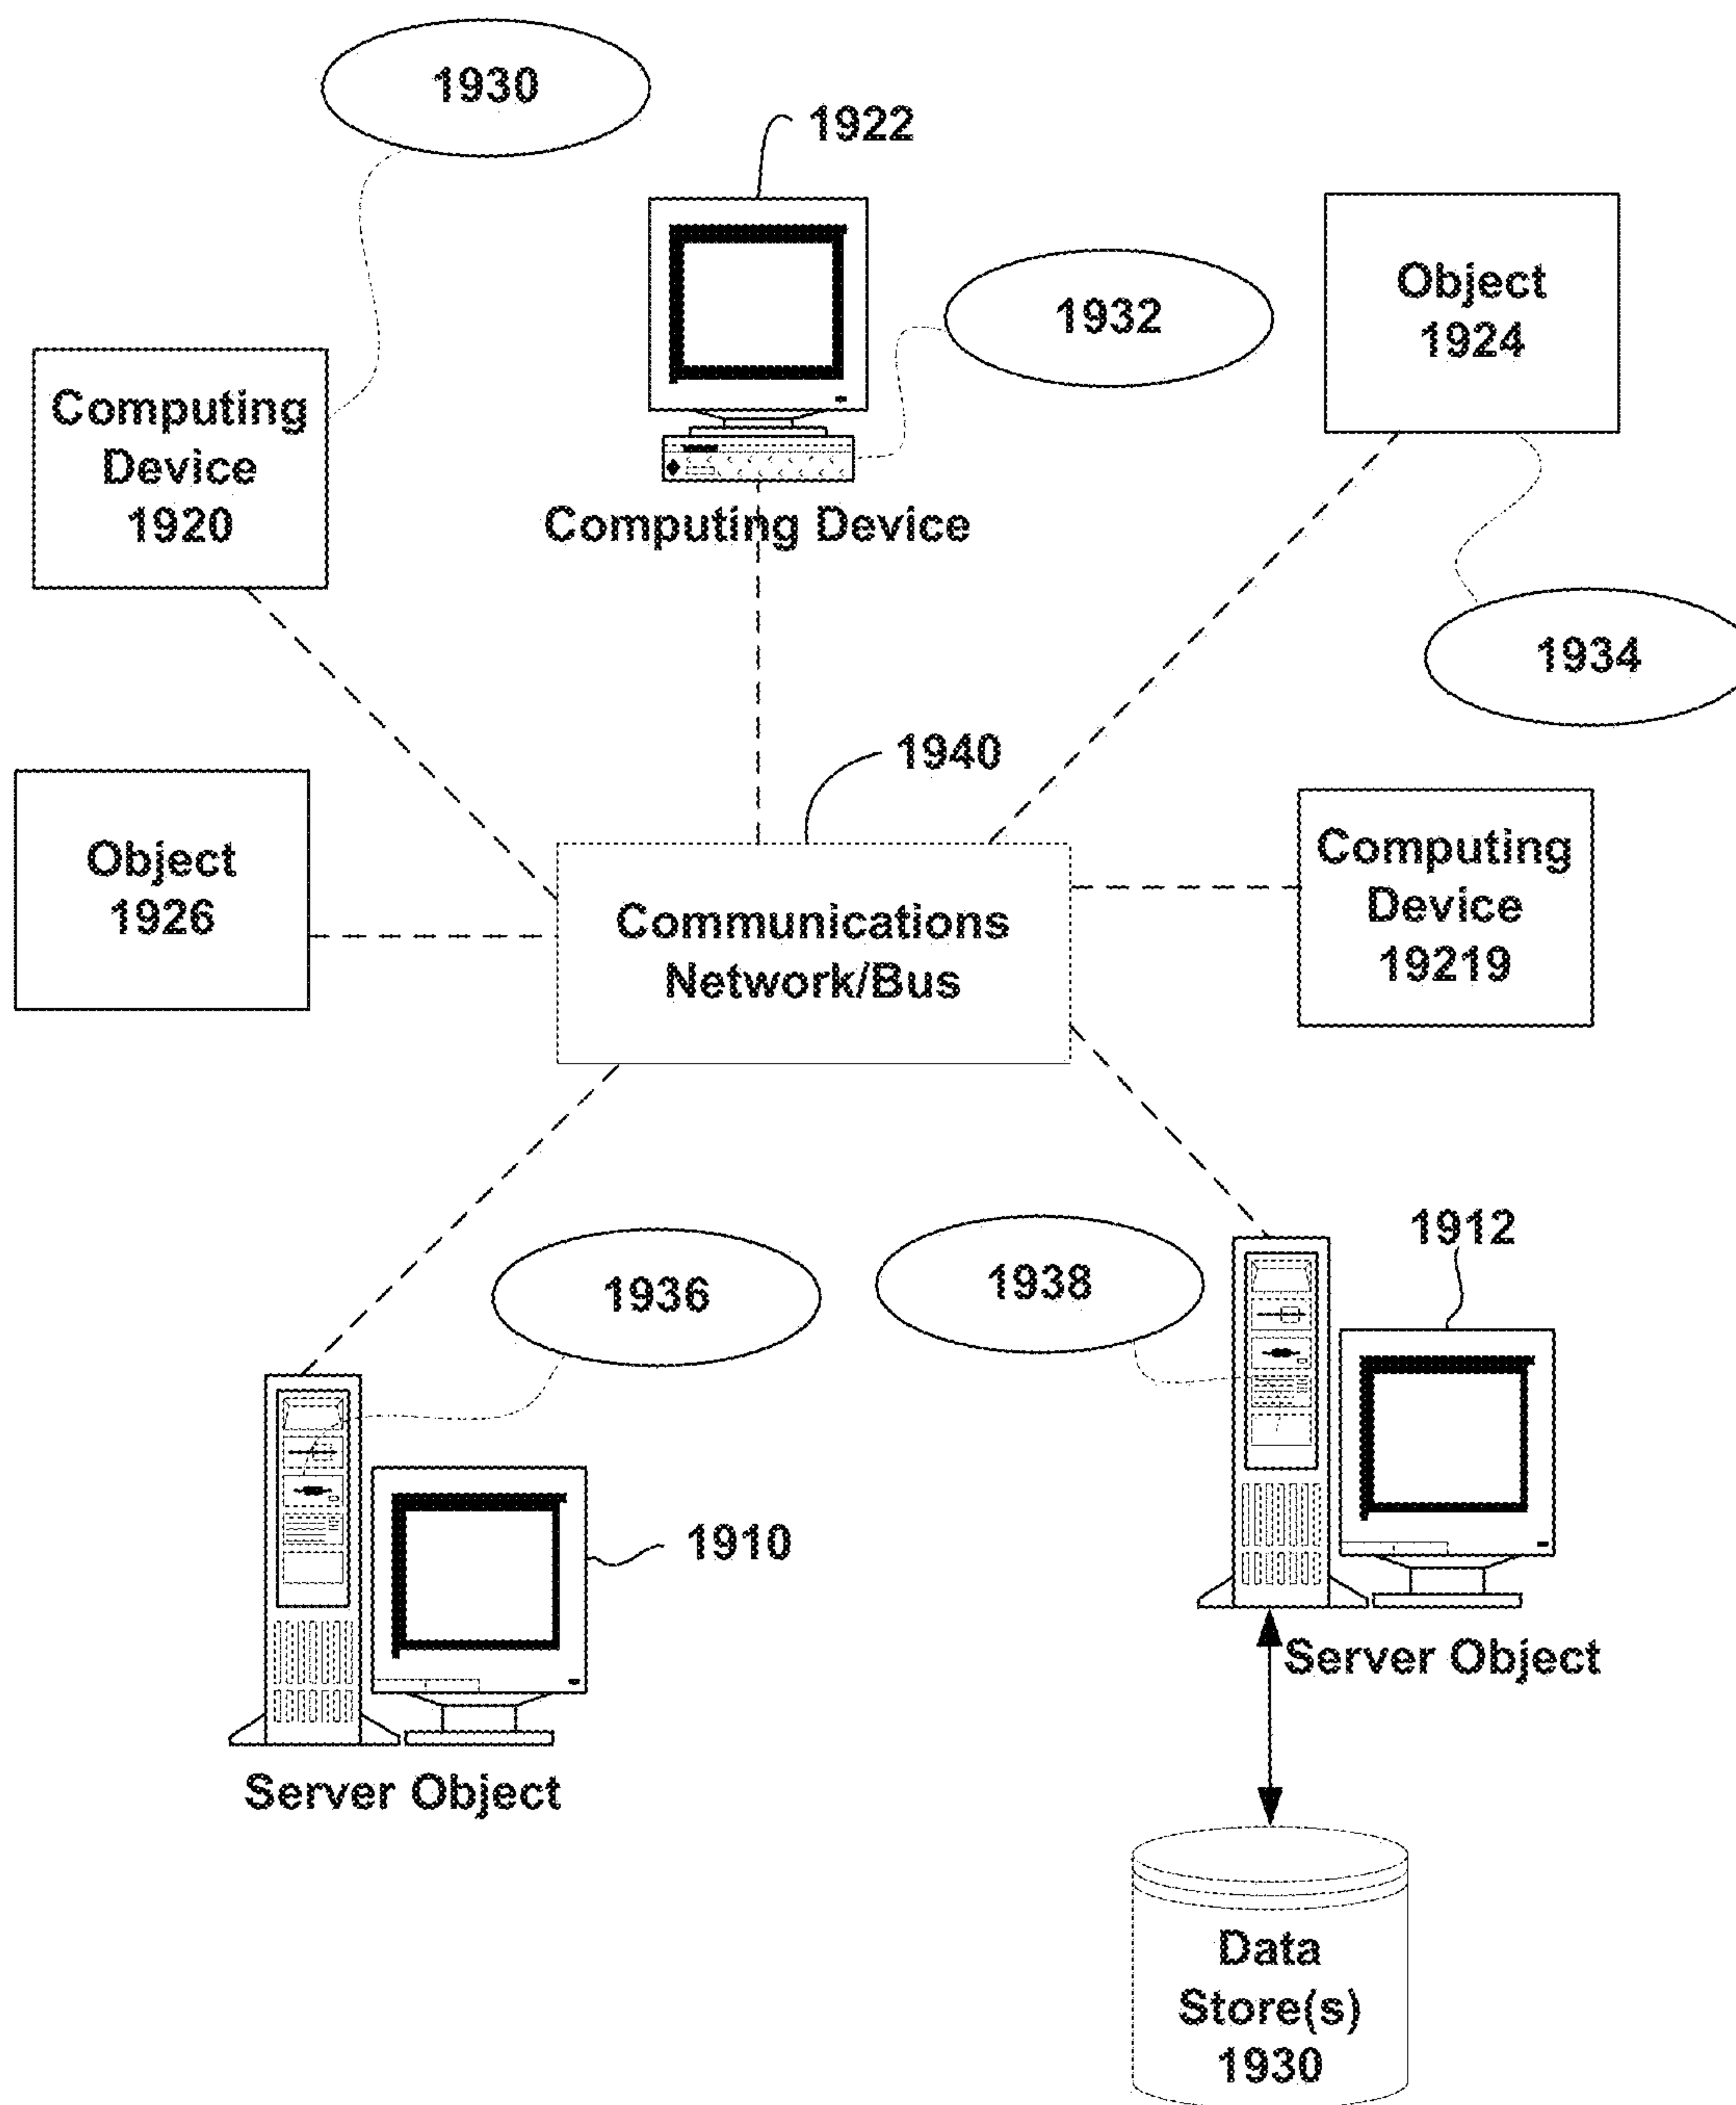 1930
1922
Object
1924
1932
Computing
Device
1920
Computing Device
1934
1940
Object
1926
Communications
Network/Bus
Computing
Device
19219
1936
1938
1912
1910
Server Object
Server Object
Data
Store(s)
1930